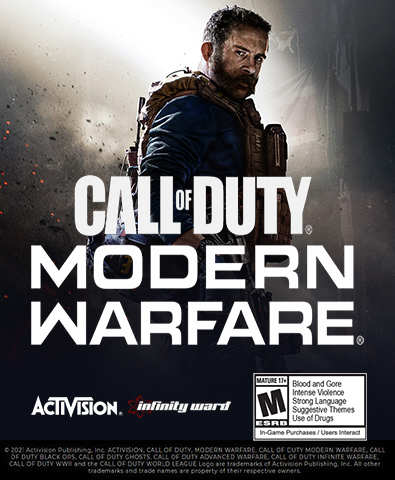 CALL OF DUTY®
MODERN
WARFARE®
ACTIVISION® infinity ward
MATURE 17+
M
ESRB
Blood and Gore
Intense Violence
Strong Language
Suggestive Themes
Use of Drugs
In-Game Purchases / Users Interact
© 2021 Activision Publishing, Inc. ACTIVISION, CALL OF DUTY, MODERN WARFARE, CALL OF DUTY MODERN WARFARE, CALL
OF DUTY BLACK OPS, CALL OF DUTY GHOSTS, CALL OF DUTY ADVANCED WARFARE, CALL OF DUTY INFINITE WARFARE,
CALL OF DUTY WWII and the CALL OF DUTY WORLD LEAGUE Logo are trademarks of Activision Publishing, Inc. All other
trademarks and trade names are property of their respective owners.